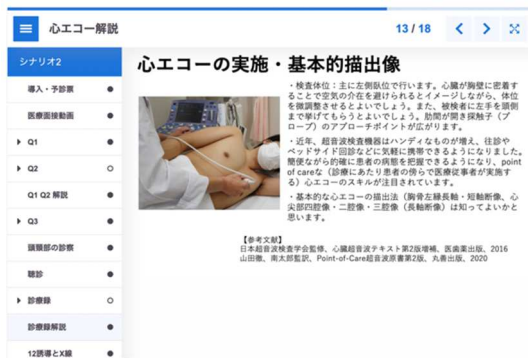 心エコー解説
13 / 18
シナリオ2
導入・予診票
医療面接動画
Q1
Q2
Q1 Q2 解説
Q3
頭頸部の診察
聴診
診療録
診療録解説
12誘導とX線
心エコーの実施・基本的描出像
・検査体位：主に左側臥位で行います。心臓が胸壁に密着す
ることで空気の介在を避けられるとイメージしながら、体位
を微調整させるとよいでしょう。また、被検者に左手を頭側
まで挙げてもらうとよいでしょう。肋間が開き探触子（プ
ローブ）のアプローチポイントが広がります。
・近年、超音波検査機器はハンディなものが増え、往診や
ベッドサイド回診などに気軽に携帯できるようになりました。
簡便ながら的確に患者の病態を把握できるようになり、point
of careな（診療にあたり患者の傍らで医療従事者が実施す
る）心エコーのスキルが注目されています。
・基本的な心エコーの描出法（胸骨左縁長軸・短軸断像、心
尖部四腔像・二腔像・三腔像（長軸断像）は知ってよいかと
思います。
【参考文献】
日本超音波検査学会監修、心臓超音波テキスト第2版増補、医歯薬出版、2016
山田徹、南太郎監訳、Point-of-Care超音波原書第2版、丸善出版、2020